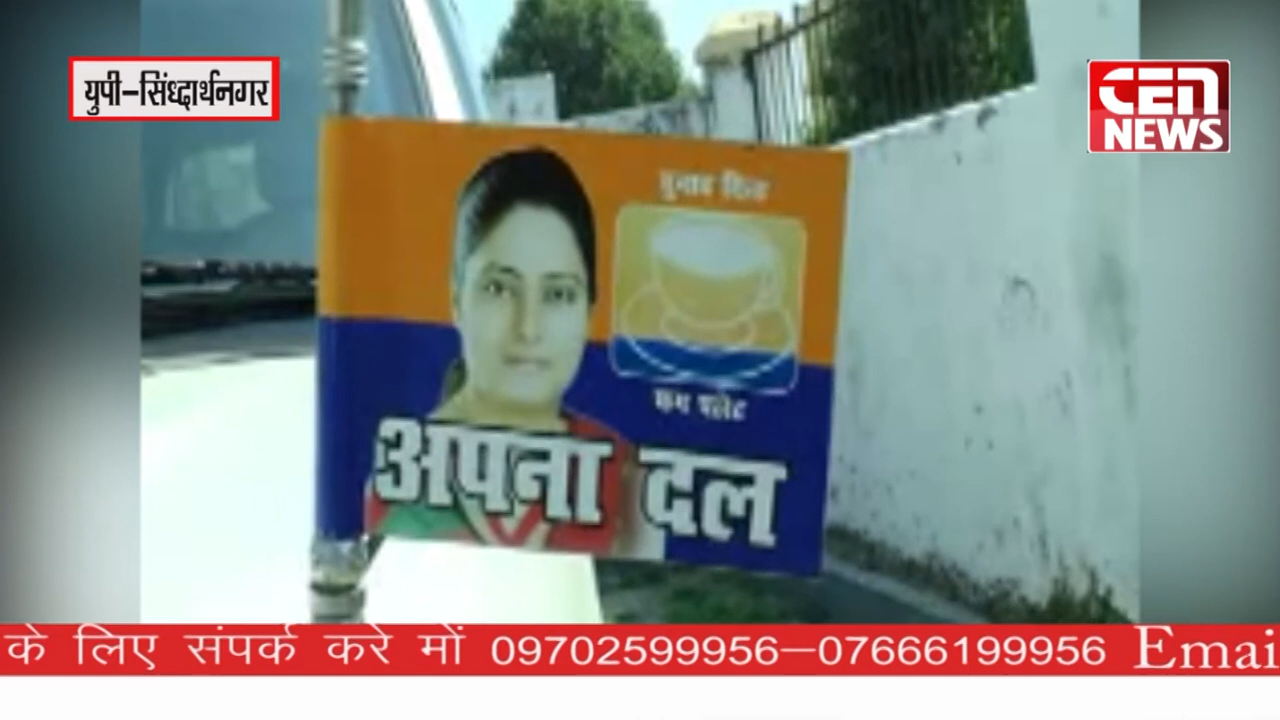 युपी–सिंध्दार्थनगर
CEN
NEWS
चुनाव चिन्ह
कप प्लेट
अपना दल
के लिए संपर्क करे मों 09702599956–07666199956 Emai